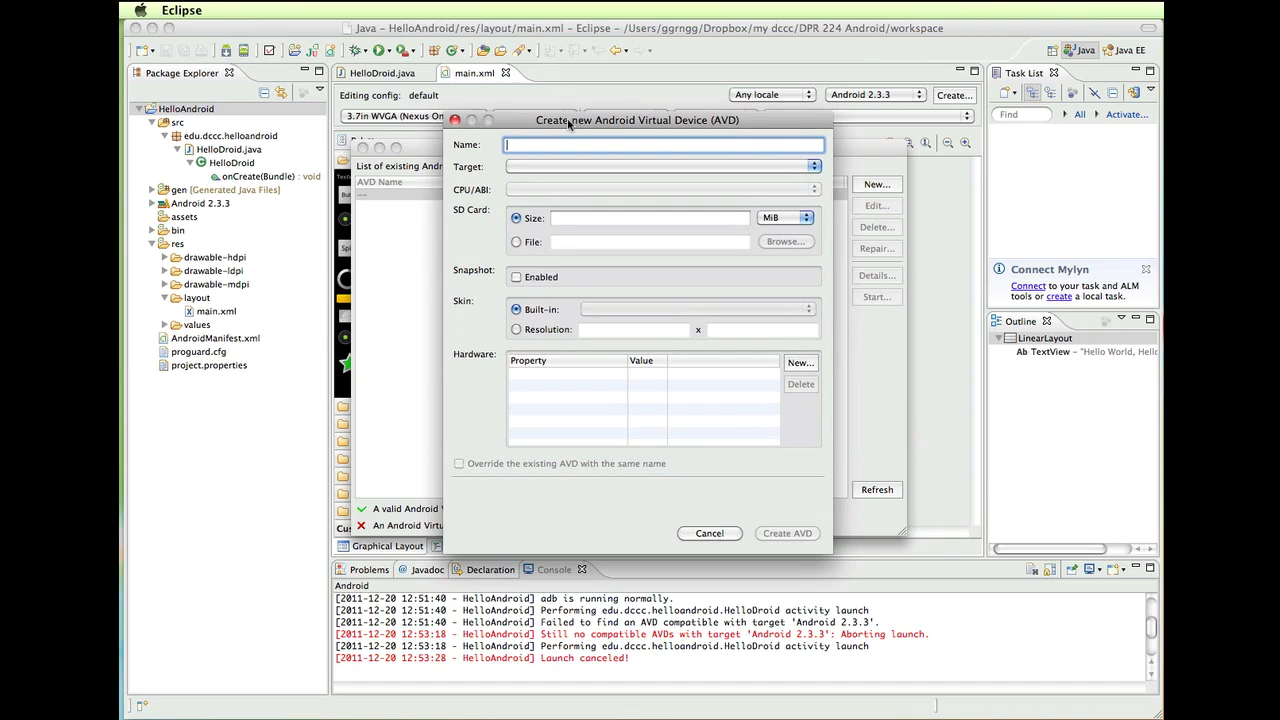 Eclipse
Java – HelloAndroid/res/layout/main.xml – Eclipse – /Users/ggrngg/Dropbox/my dccc/DPR 224 Android/workspace
Java
Java EE
Package Explorer
HelloDroid.java
main.xml
Task List
Editing config: default
Any locale
Android 2.3.3
Create...
3.7in WVGA (Nexus On
Find
All
Activate...
HelloAndroid
src
edu.dccc.helloandroid
HelloDroid.java
HelloDroid
onCreate(Bundle) : void
gen [Generated Java Files]
Android 2.3.3
assets
bin
res
drawable-hdpi
drawable-ldpi
drawable-mdpi
layout
main.xml
values
AndroidManifest.xml
proguard.cfg
project.properties
List of existing Andr
AVD Name
--
New...
Edit...
Delete...
Repair...
Details...
Start...
Refresh
A valid Android V
An Android Virtu
Create new Android Virtual Device (AVD)
Name:
Target:
CPU/ABI:
SD Card:
Size:
MiB
File:
Browse...
Snapshot:
Enabled
Skin:
Built-in:
Resolution:
x
Hardware:
Property
Value
New...
Delete
Override the existing AVD with the same name
Cancel
Create AVD
Connect Mylyn
Connect to your task and ALM
tools or create a local task.
Outline
LinearLayout
Ab TextView – "Hello World, Hello
Graphical Layout
Problems
Javadoc
Declaration
Console
Android
[2011-12-20 12:51:40 - HelloAndroid] adb is running normally.
[2011-12-20 12:51:40 - HelloAndroid] Performing edu.dccc.helloandroid.HelloDroid activity launch
[2011-12-20 12:51:40 - HelloAndroid] Failed to find an AVD compatible with target 'Android 2.3.3'.
[2011-12-20 12:53:18 - HelloAndroid] Still no compatible AVDs with target 'Android 2.3.3': Aborting launch.
[2011-12-20 12:53:18 - HelloAndroid] Performing edu.dccc.helloandroid.HelloDroid activity launch
[2011-12-20 12:53:28 - HelloAndroid] Launch canceled!